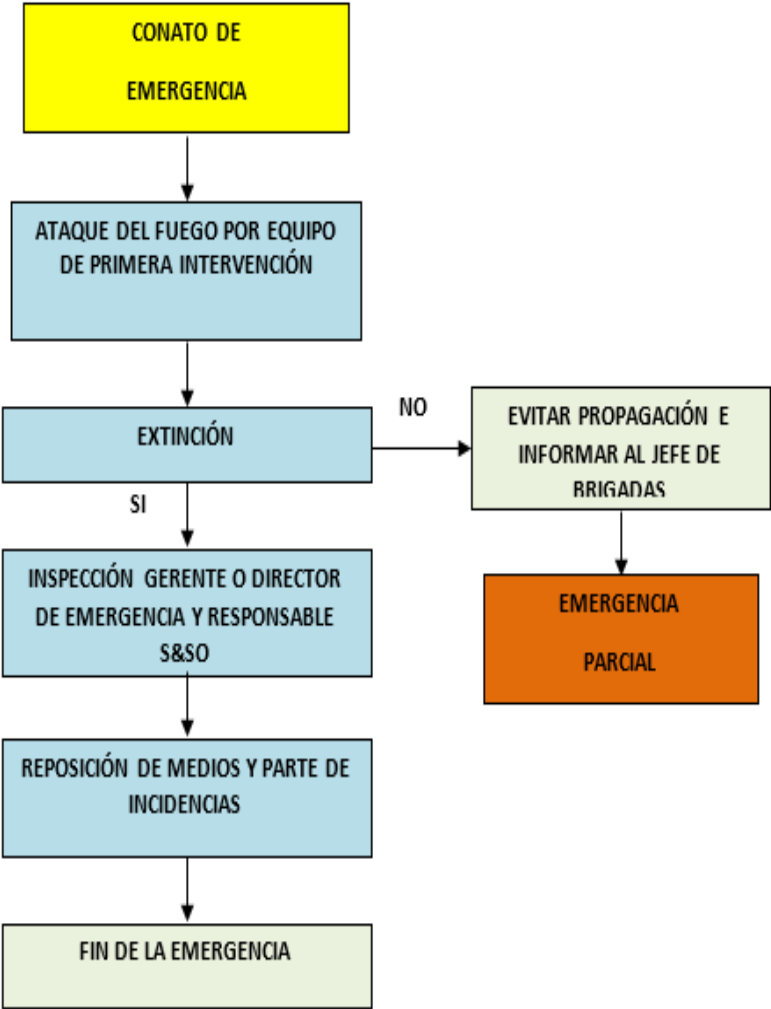 CONATO DE
EMERGENCIA
ATAQUE DEL FUEGO POR EQUIPO
DE PRIMERA INTERVENCIÓN
EXTINCIÓN
NO
EVITAR PROPAGACIÓN E
INFORMAR AL JEFE DE
BRIGADAS
SI
EMERGENCIA
PARCIAL
INSPECCIÓN GERENTE O DIRECTOR
DE EMERGENCIA Y RESPONSABLE
S&SO
REPOSICIÓN DE MEDIOS Y PARTE DE
INCIDENCIAS
FIN DE LA EMERGENCIA